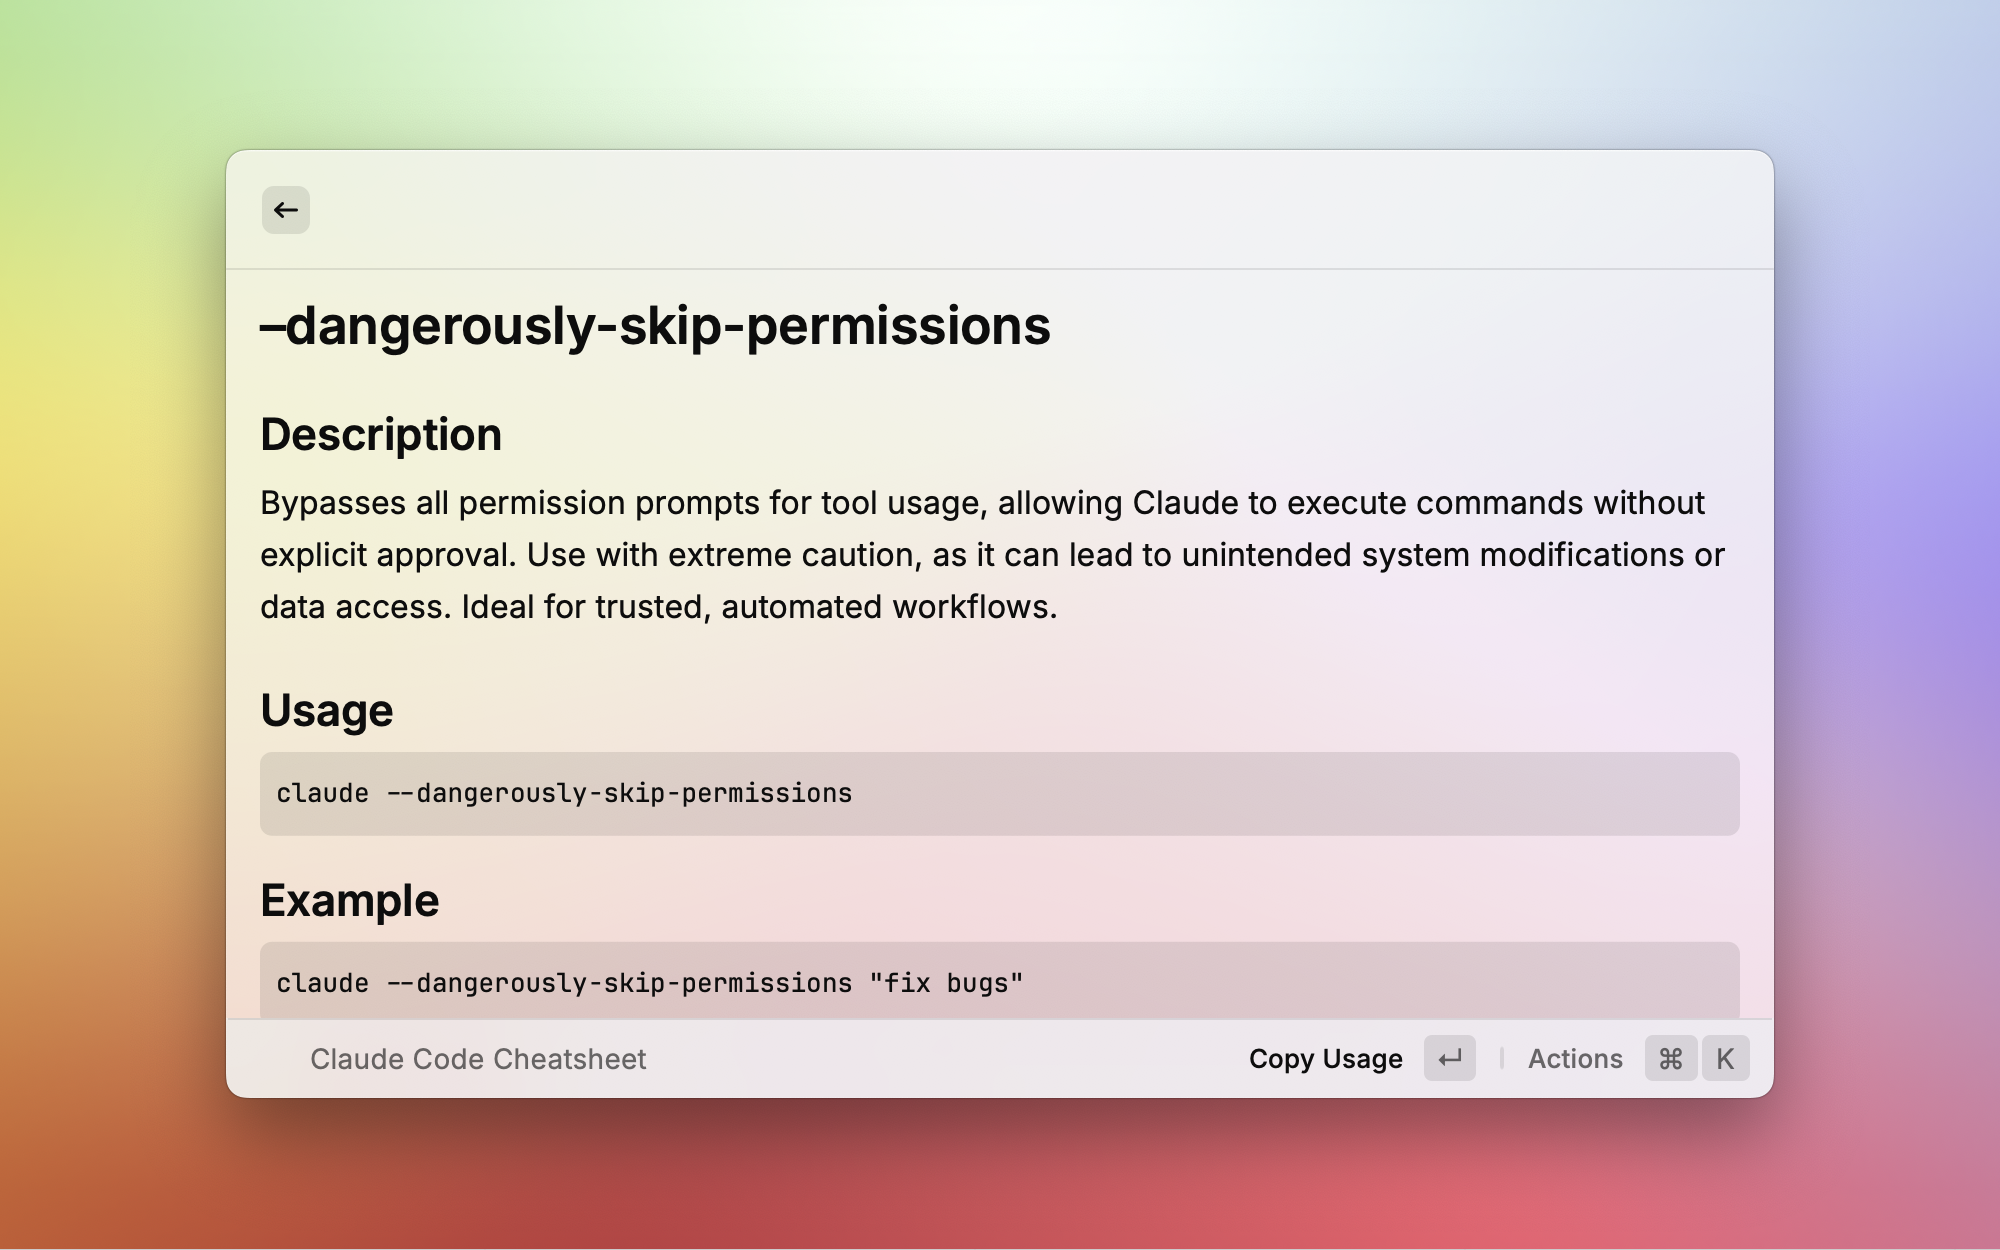 –dangerously-skip-permissions
Description
Bypasses all permission prompts for tool usage, allowing Claude to execute commands without
explicit approval. Use with extreme caution, as it can lead to unintended system modifications or
data access. Ideal for trusted, automated workflows.
Usage
claude --dangerously-skip-permissions
Example
claude --dangerously-skip-permissions "fix bugs"
Claude Code Cheatsheet Copy Usage Actions ⌘ K